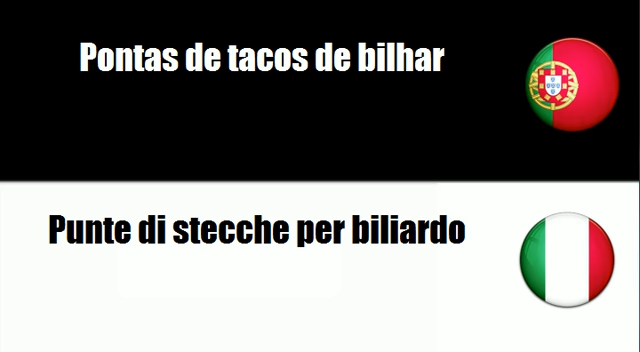 Pontas de tacos de bilhar
Punte di stecche per biliardo